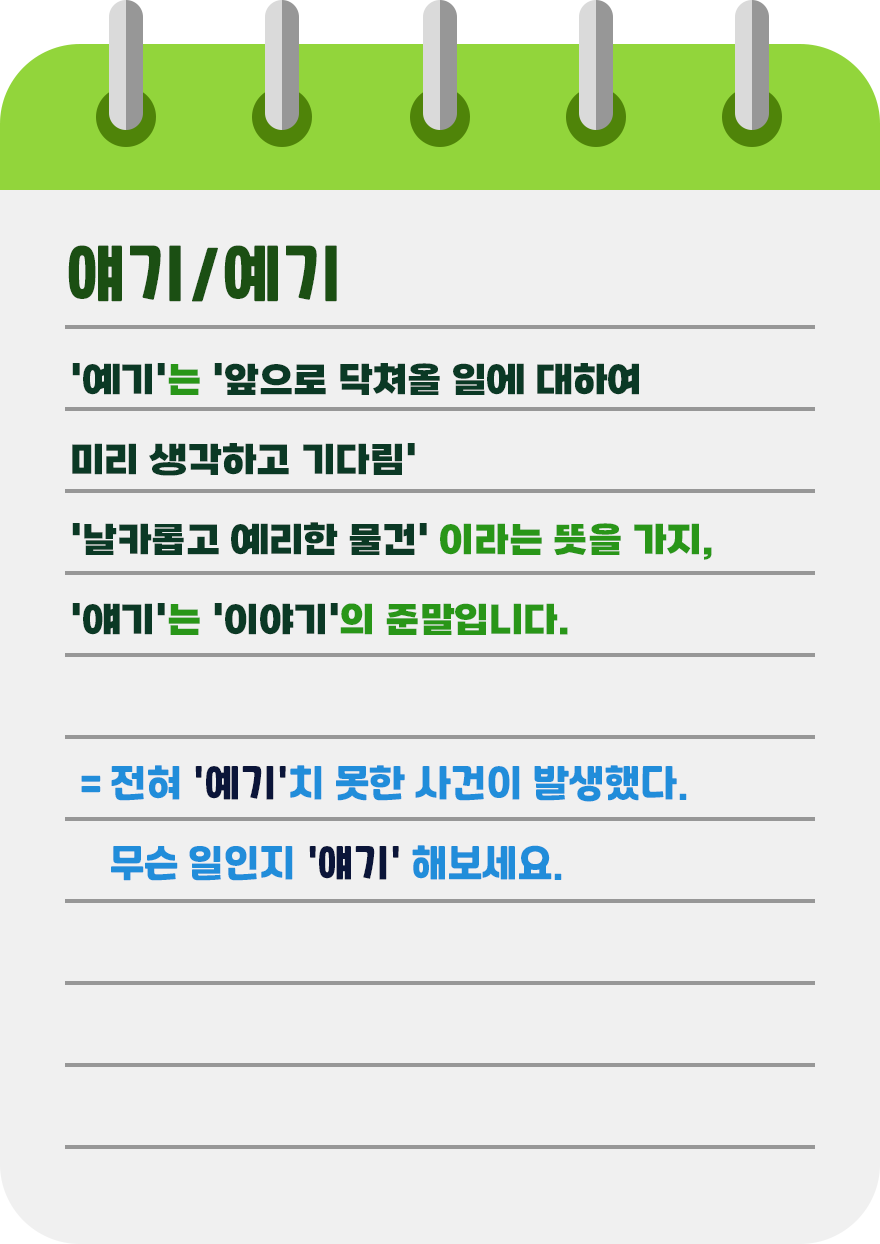 얘기/예기
'예기'는 '앞으로 닥쳐올 일에 대하여
미리 생각하고 기다림'
'날카롭고 예리한 물건' 이라는 뜻을 가지,
'얘기'는 '이야기'의 준말입니다.
= 전혀 '예기'치 못한 사건이 발생했다.
무슨 일인지 '얘기' 해보세요.